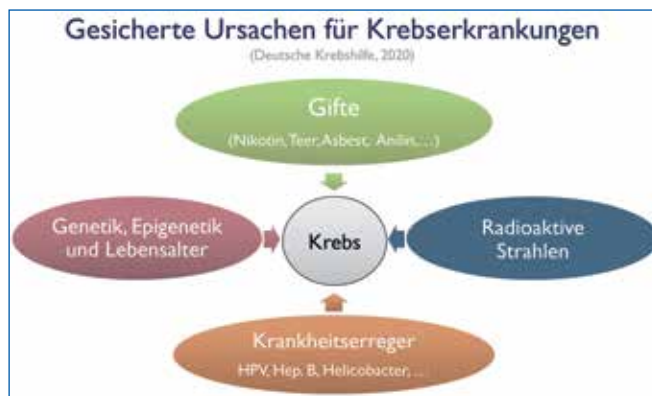 Gesicherte Ursachen für Krebserkrankungen
(Deutsche Krebshilfe, 2020)
Gifte
(Nikotin, Teer, Asbest, Anilin, …)
Genetik, Epigenetik
und Lebensalter
Krebs
Radioaktive
Strahlen
Krankheitserreger
HPV, Hep. B, Helicobacter, …